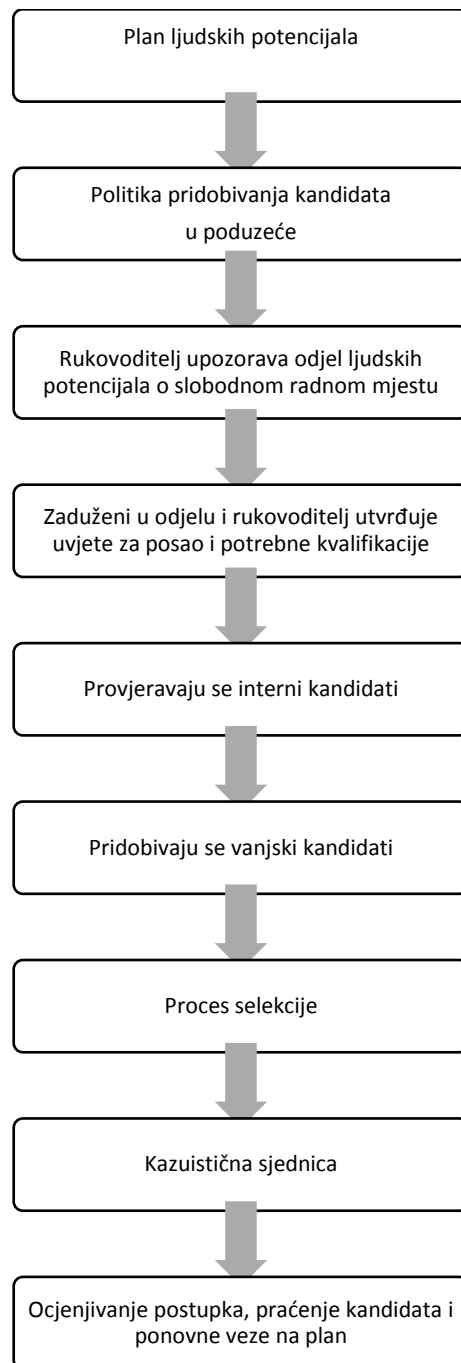 Plan ljudskih potencijala
Politika pridobivanja kandidata
u poduzeće
Rukovoditelj upozorava odjel ljudskih
potencijala o slobodnom radnom mjestu
Zaduženi u odjelu i rukovoditelj utvrđuje
uvjete za posao i potrebne kvalifikacije
Provjeravaju se interni kandidati
Pridobivaju se vanjski kandidati
Proces selekcije
Kazuistična sjednica
Ocjenjivanje postupka, praćenje kandidata i
ponovne veze na plan